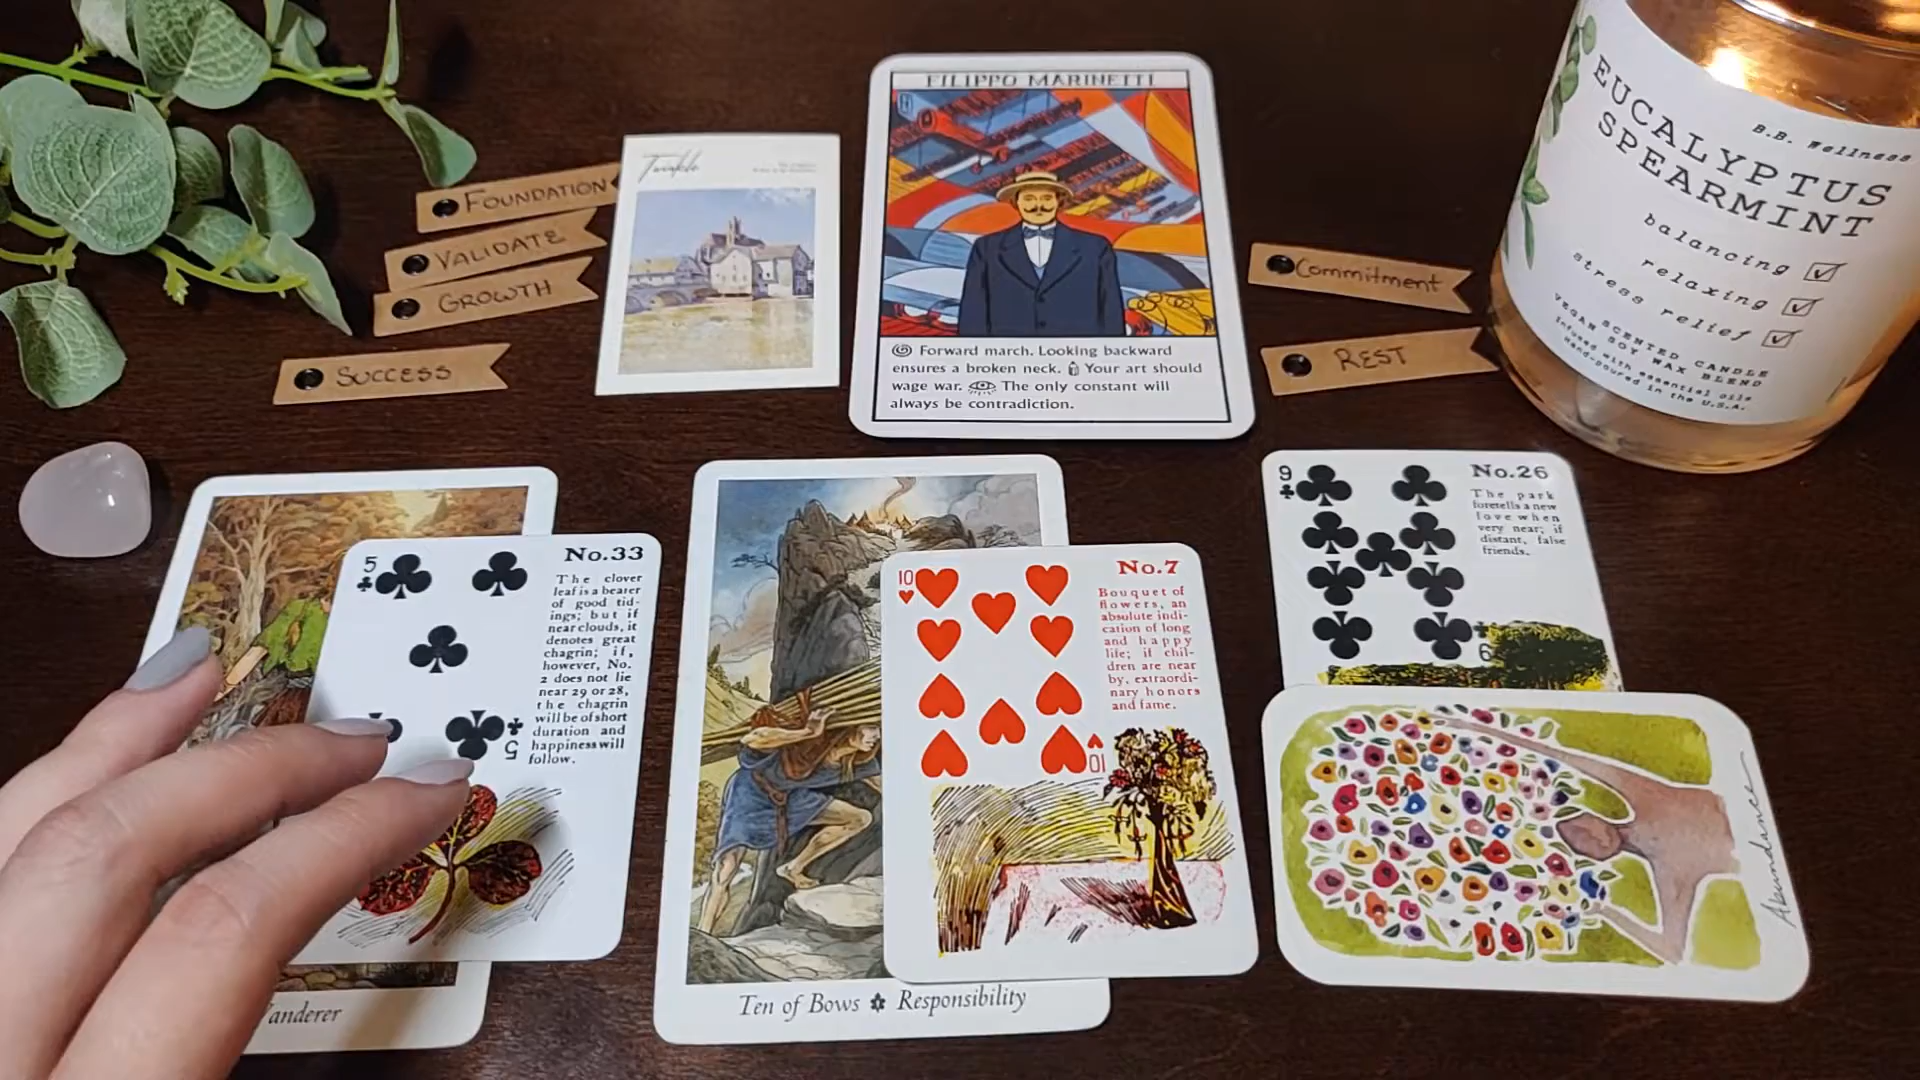 FOUNDATION
VALIDATE
GROWTH
SUCCESS
Twinkle
FILIPPO MARINETTI
Forward march. Looking backward
ensures a broken neck. Your art should
wage war. The only constant will
always be contradiction.
Commitment
REST
B.B. Wellness
EUCALYPTUS
SPEARMINT
balancing
relaxing
stress relief
VEGAN SCENTED CANDLE
SOY WAX BLEND
Infused with essential oils
Hand-poured in the U.S.A.
5
No.33
The clover
leaf is a bearer
of good tid-
ings; but if
near clouds, it
denotes great
chagrin; if,
however, No.
2 does not lie
near 29 or 28,
the chagrin
will be of short
duration and
happiness will
follow.
5
anderer
10
No.7
Bouquet of
flowers, an
absolute indi-
cation of long
and happy
life; if chil-
dren are near
by, extraordi-
nary honors
and fame.
10
Ten of Bows Responsibility
9
No.26
The park
foretells a new
love when
very near; if
distant, false
friends.
9
Abundance